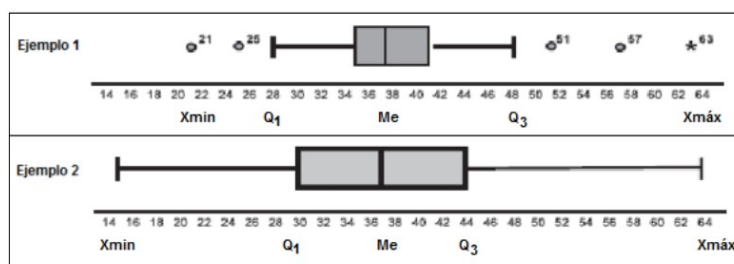 Ejemplo 1 21 25 51 57 63
14 16 18 20 22 24 26 28 30 32 34 36 38 40 42 44 46 48 50 52 54 56 58 60 62 64
Xmin Q1 Me Q3 Xmáx
Ejemplo 2
14 16 18 20 22 24 26 28 30 32 34 36 38 40 42 44 46 48 50 52 54 56 58 60 62 64
Xmin Q1 Me Q3 Xmáx